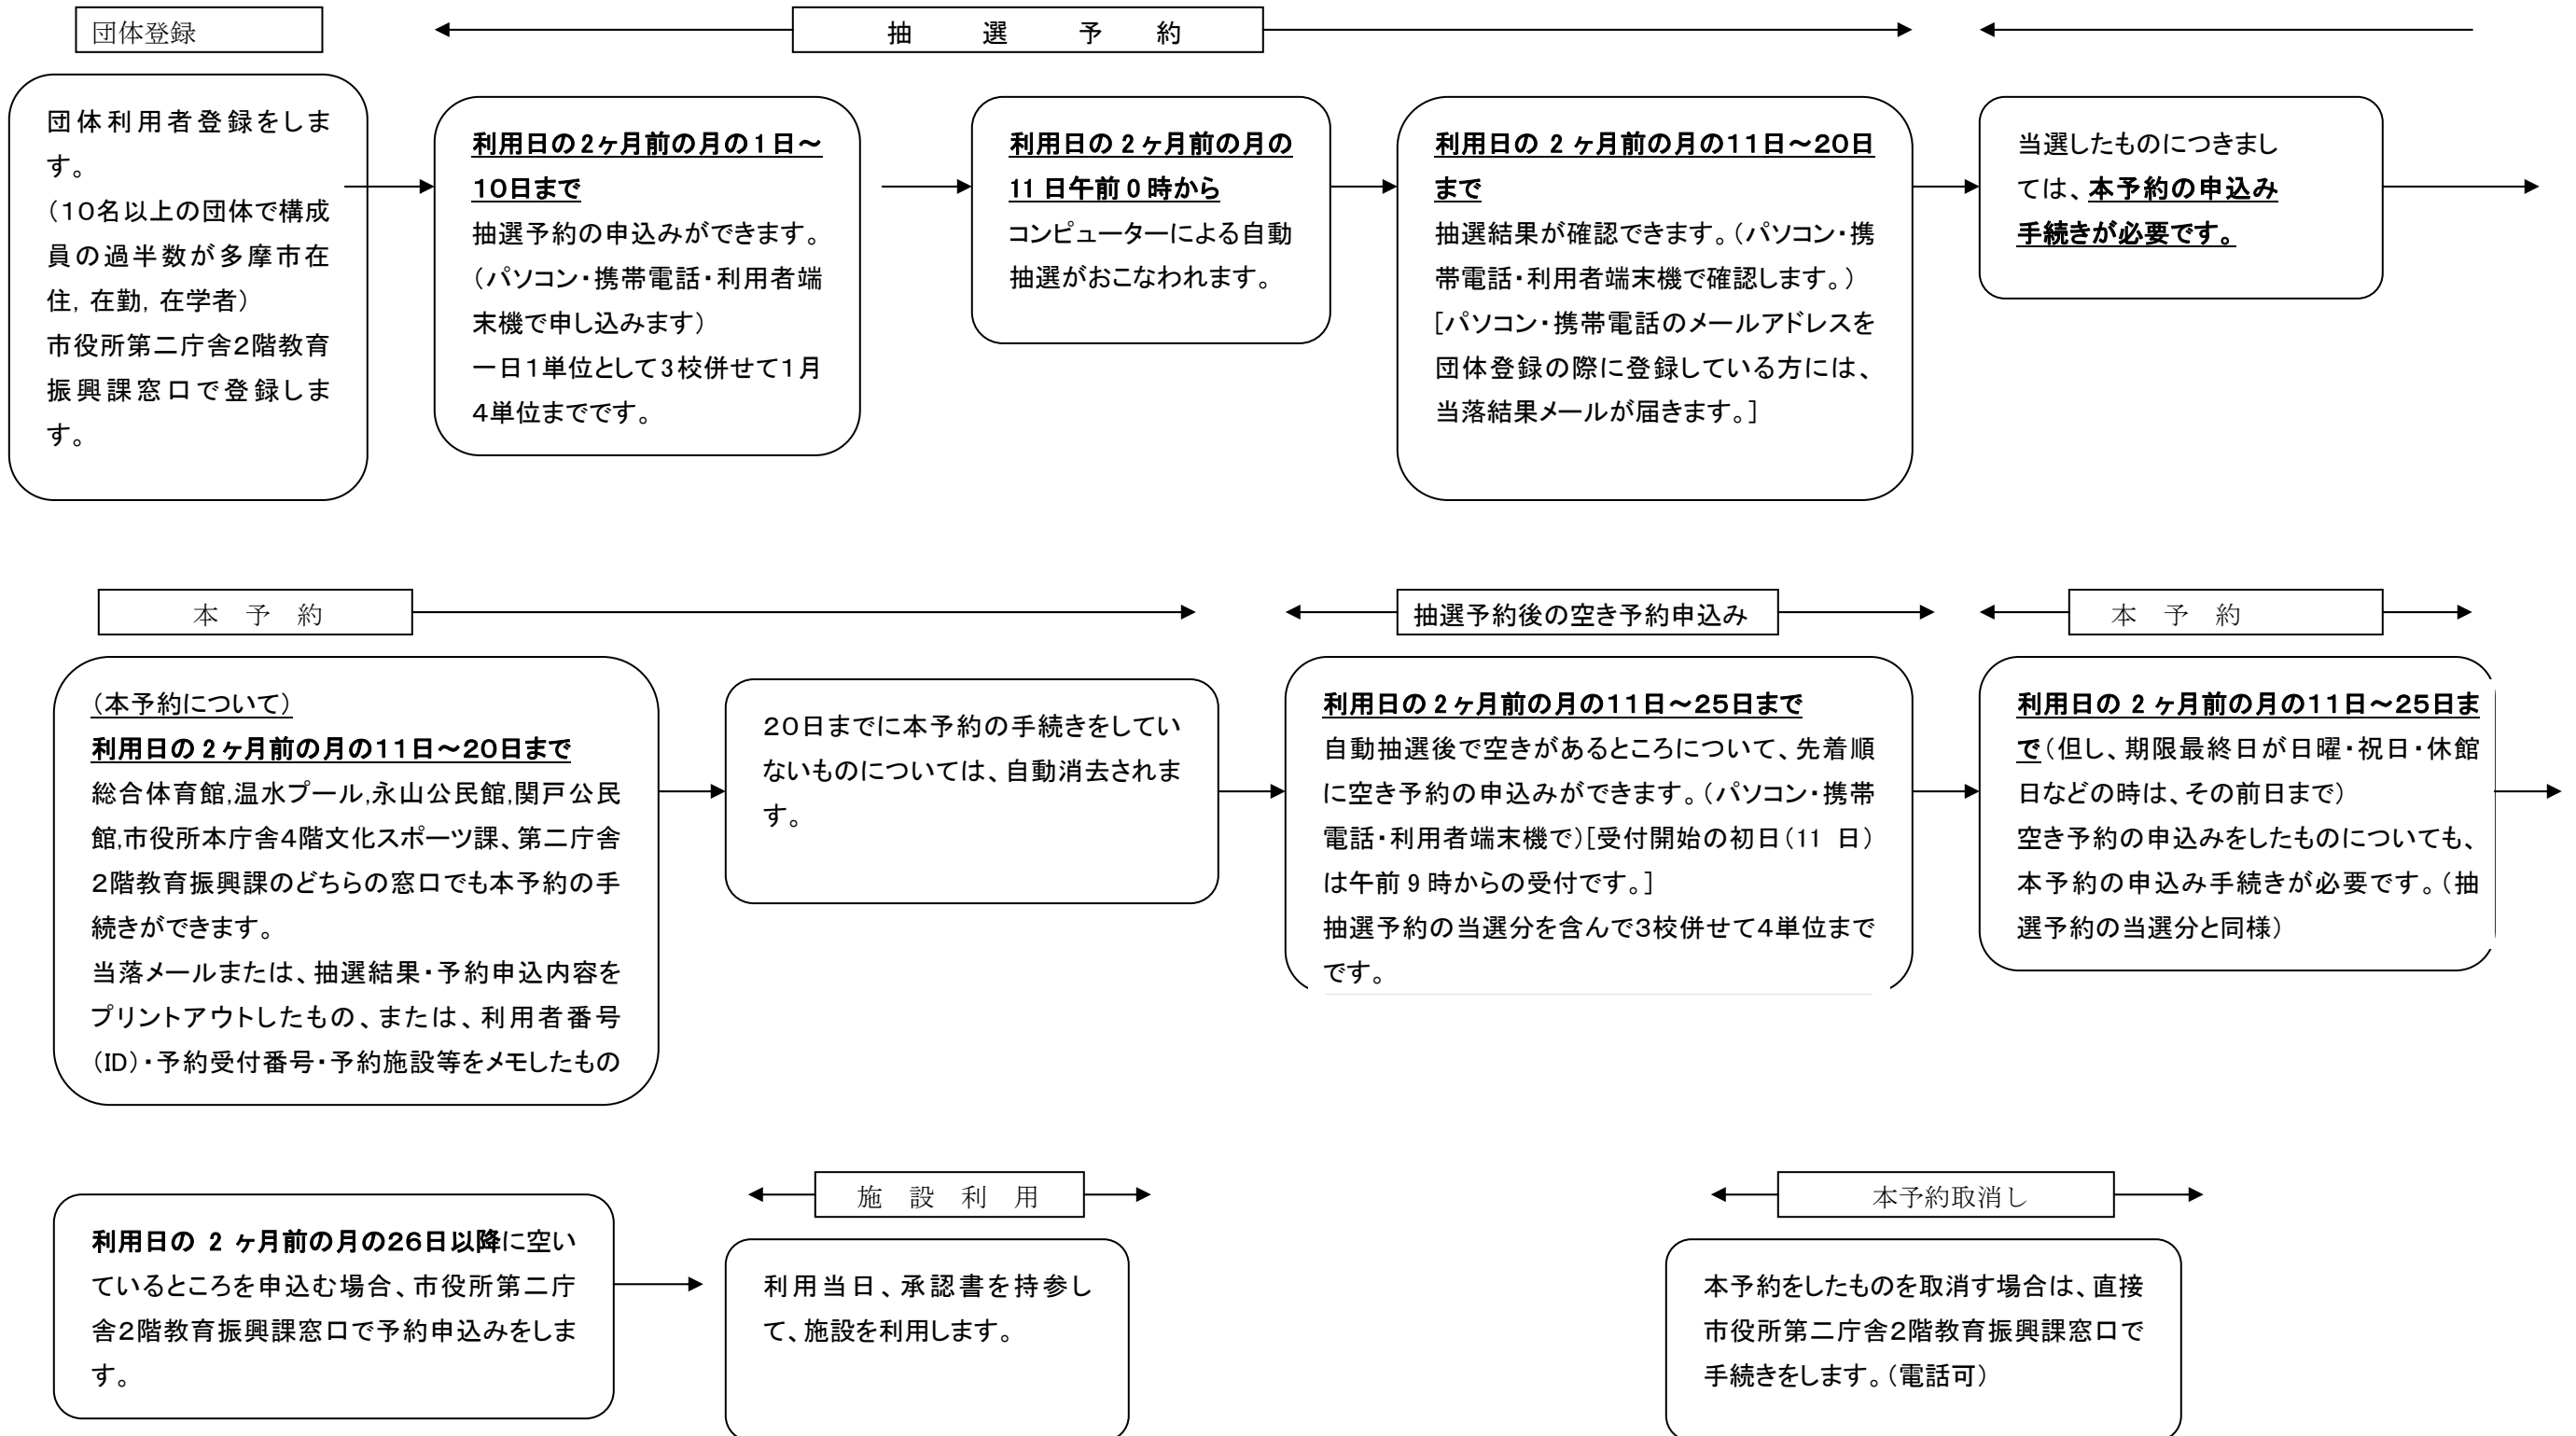 団体登録
抽　選　予　約
団体利用者登録をしま
す。
（１０名以上の団体で構成
員の過半数が多摩市在
住，在勤，在学者）
市役所第二庁舎２階教育
振興課窓口で登録しま
す。
利用日の２ヶ月前の月の１日～
１０日まで
抽選予約の申込みができます。
（パソコン・携帯電話・利用者端
末機で申し込みます）
一日１単位として３校併せて１月
４単位までです。
利用日の 2 ヶ月前の月の
11 日午前 0 時から
コンピューターによる自動
抽選がおこなわれます。
利用日の 2 ヶ月前の月の１１日～２０日
まで
抽選結果が確認できます。（パソコン・携
帯電話・利用者端末機で確認します。）
［パソコン・携帯電話のメールアドレスを
団体登録の際に登録している方には、
当落結果メールが届きます。］
当選したものにつきまし
ては、本予約の申込み
手続きが必要です。
本　予　約
（本予約について）
利用日の 2 ヶ月前の月の１１日～２０日まで
総合体育館,温水プール,永山公民館,関戸公民
館,市役所本庁舎４階文化スポーツ課、第二庁舎
２階教育振興課のどちらの窓口でも本予約の手
続きができます。
当落メールまたは、抽選結果・予約申込内容を
プリントアウトしたもの、または、利用者番号
（ID）・予約受付番号・予約施設等をメモしたもの
２０日までに本予約の手続きをしてい
ないものについては、自動消去されま
す。
抽選予約後の空き予約申込み
利用日の 2 ヶ月前の月の１１日～２５日まで
自動抽選後で空きがあるところについて、先着順
に空き予約の申込みができます。（パソコン・携帯
電話・利用者端末機で）［受付開始の初日（11 日）
は午前 9 時からの受付です。］
抽選予約の当選分を含んで３校併せて４単位まで
です。
本　予　約
利用日の 2 ヶ月前の月の１１日～２５日ま
で（但し、期限最終日が日曜・祝日・休館
日などの時は、その前日まで）
空き予約の申込みをしたものについても、
本予約の申込み手続きが必要です。（抽
選予約の当選分と同様）
利用日の 2 ヶ月前の月の２６日以降に空い
ているところを申込む場合、市役所第二庁
舎２階教育振興課窓口で予約申込みをしま
す。
施　設　利　用
利用当日、承認書を持参し
て、施設を利用します。
本予約取消し
本予約をしたものを取消す場合は、直接
市役所第二庁舎２階教育振興課窓口で
手続きをします。（電話可）